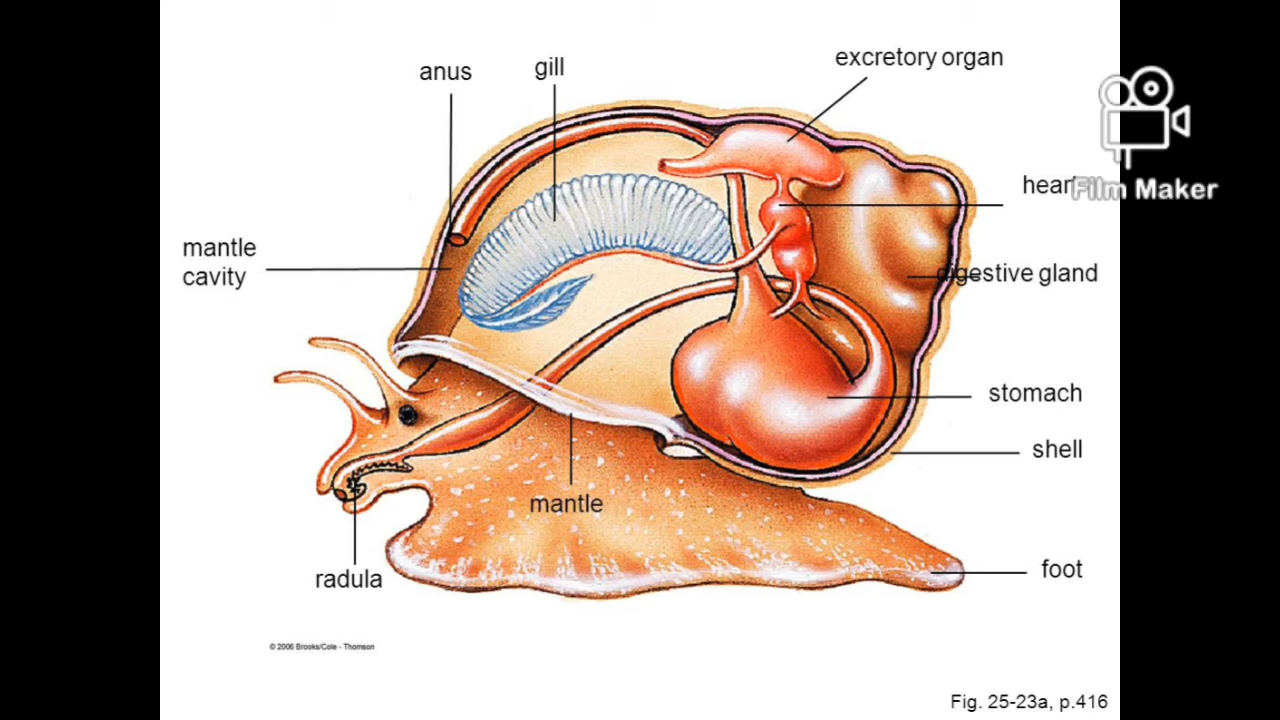 excretory organ
anus
gill
heart
Film Maker
mantle
cavity
digestive gland
stomach
shell
mantle
foot
radula
© 2006 Brooks/Cole - Thomson
Fig. 25-23a, p.416